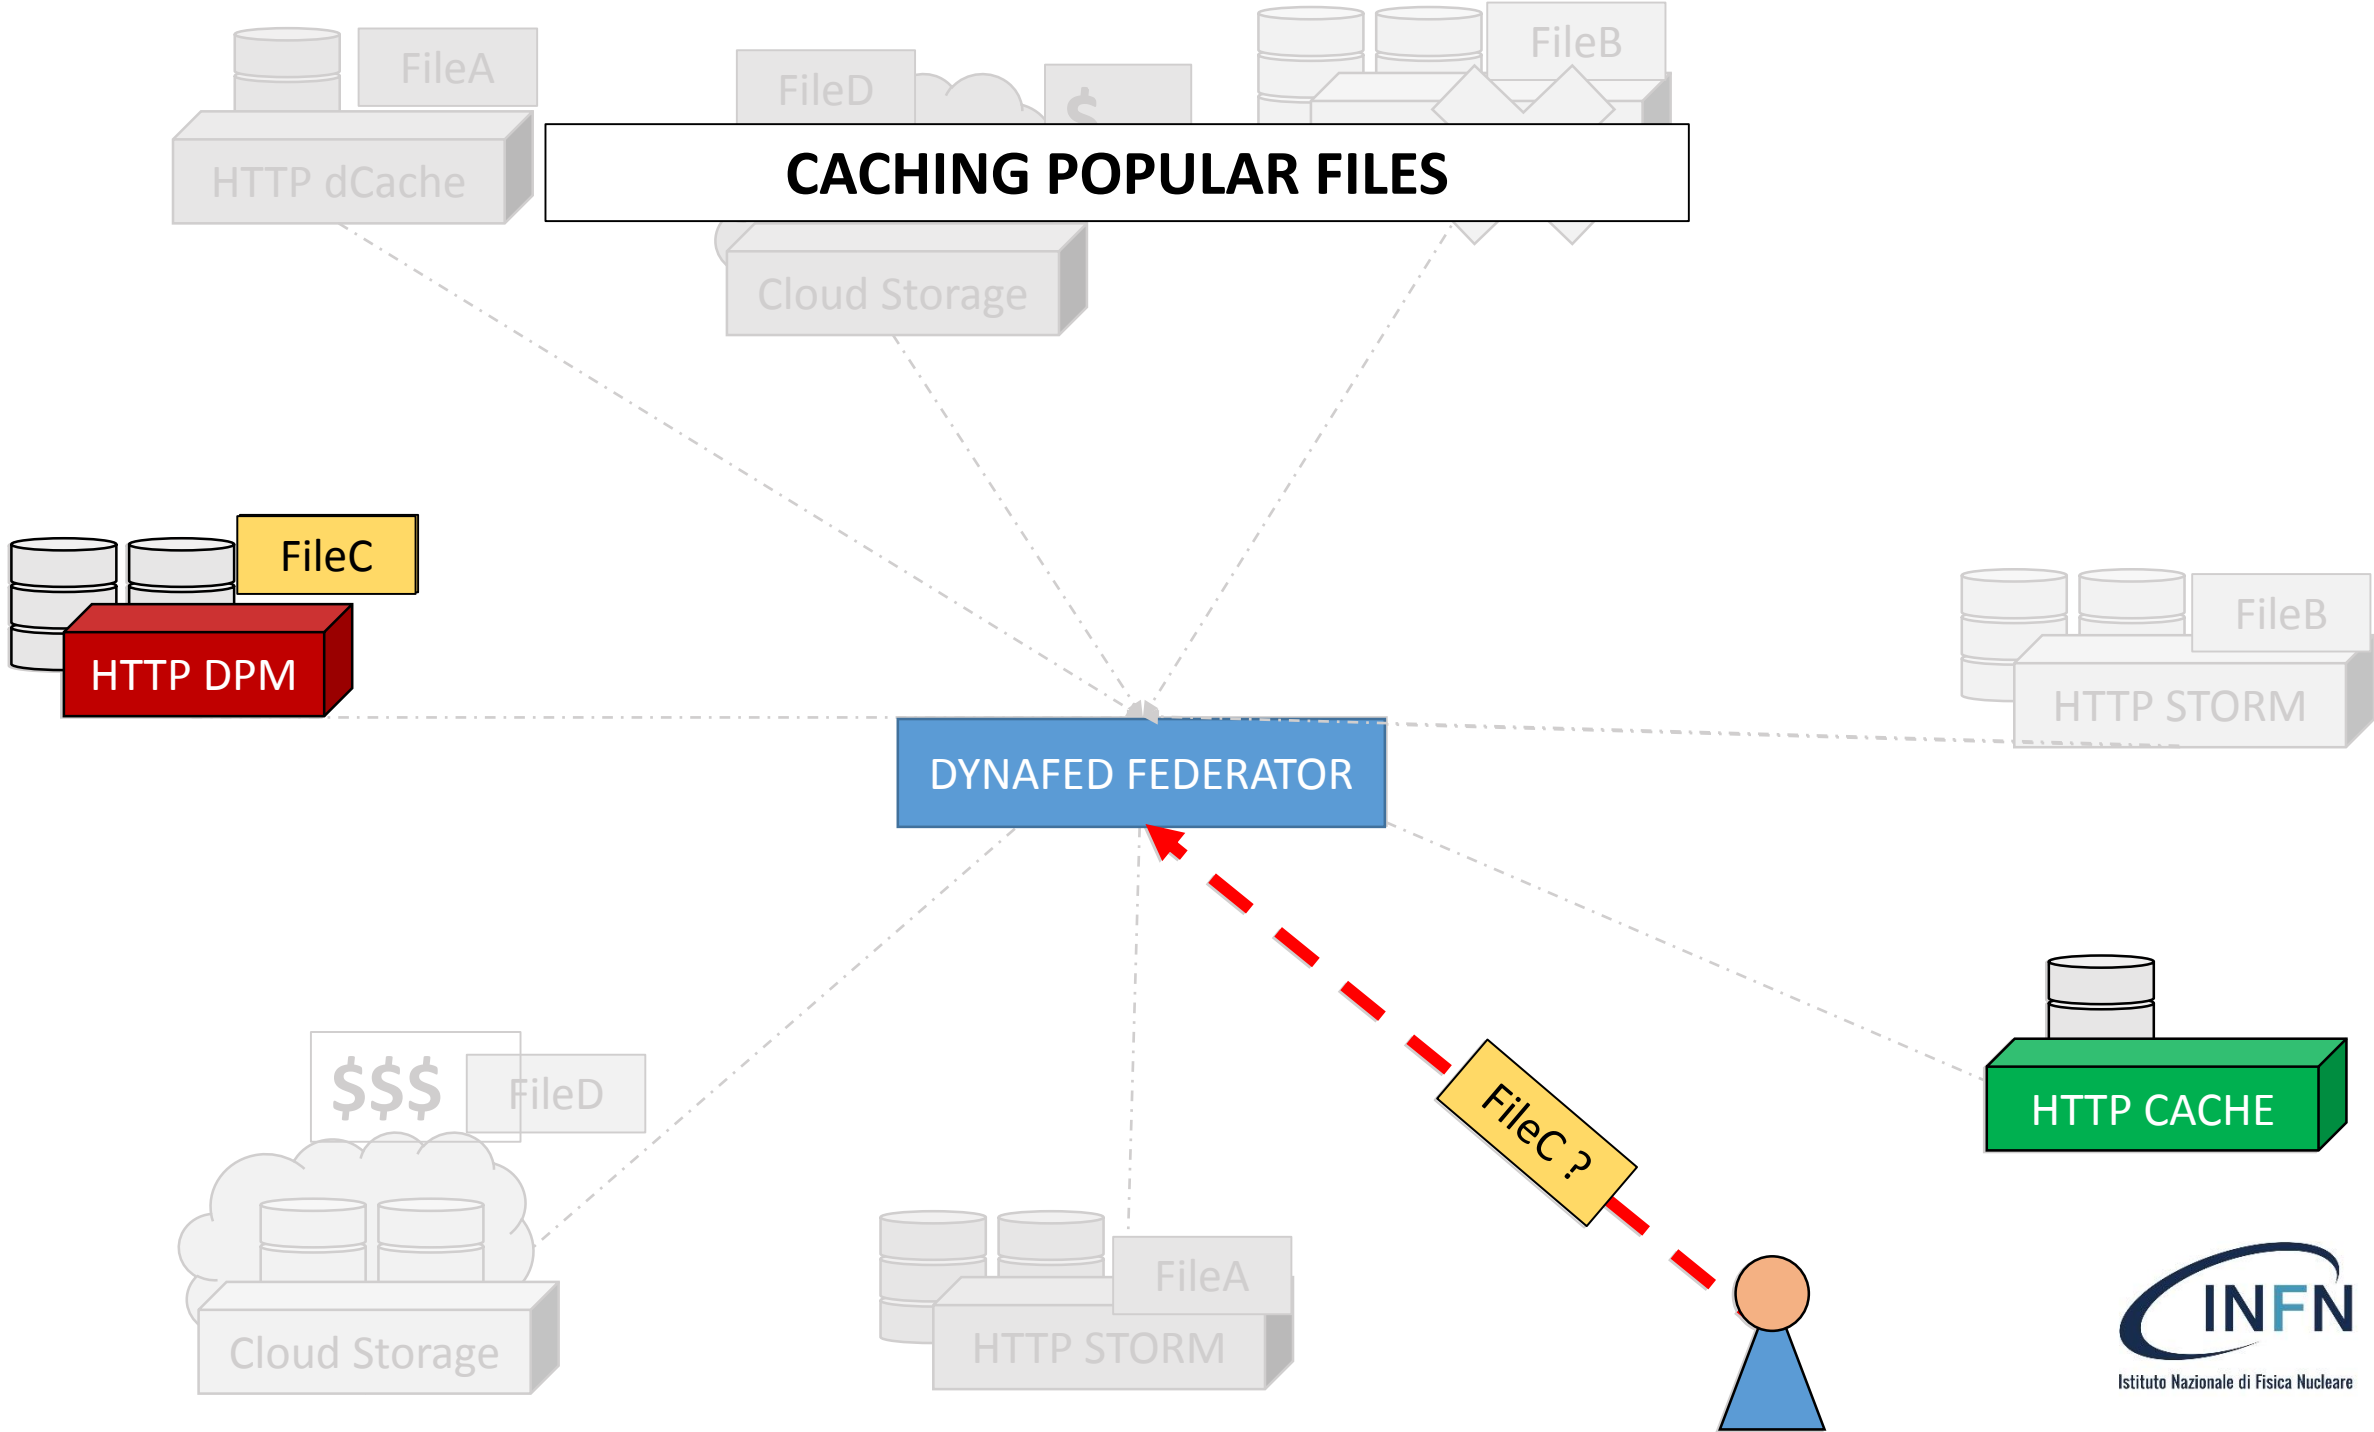 FileA
FileD
$
FileB
CACHING POPULAR FILES
HTTP dCache
Cloud Storage
FileC
HTTP DPM
FileB
HTTP STORM
DYNAFED FEDERATOR
$$$
FileD
FileC ?
HTTP CACHE
FileA
Cloud Storage
HTTP STORM
INFN
Istituto Nazionale di Fisica Nucleare